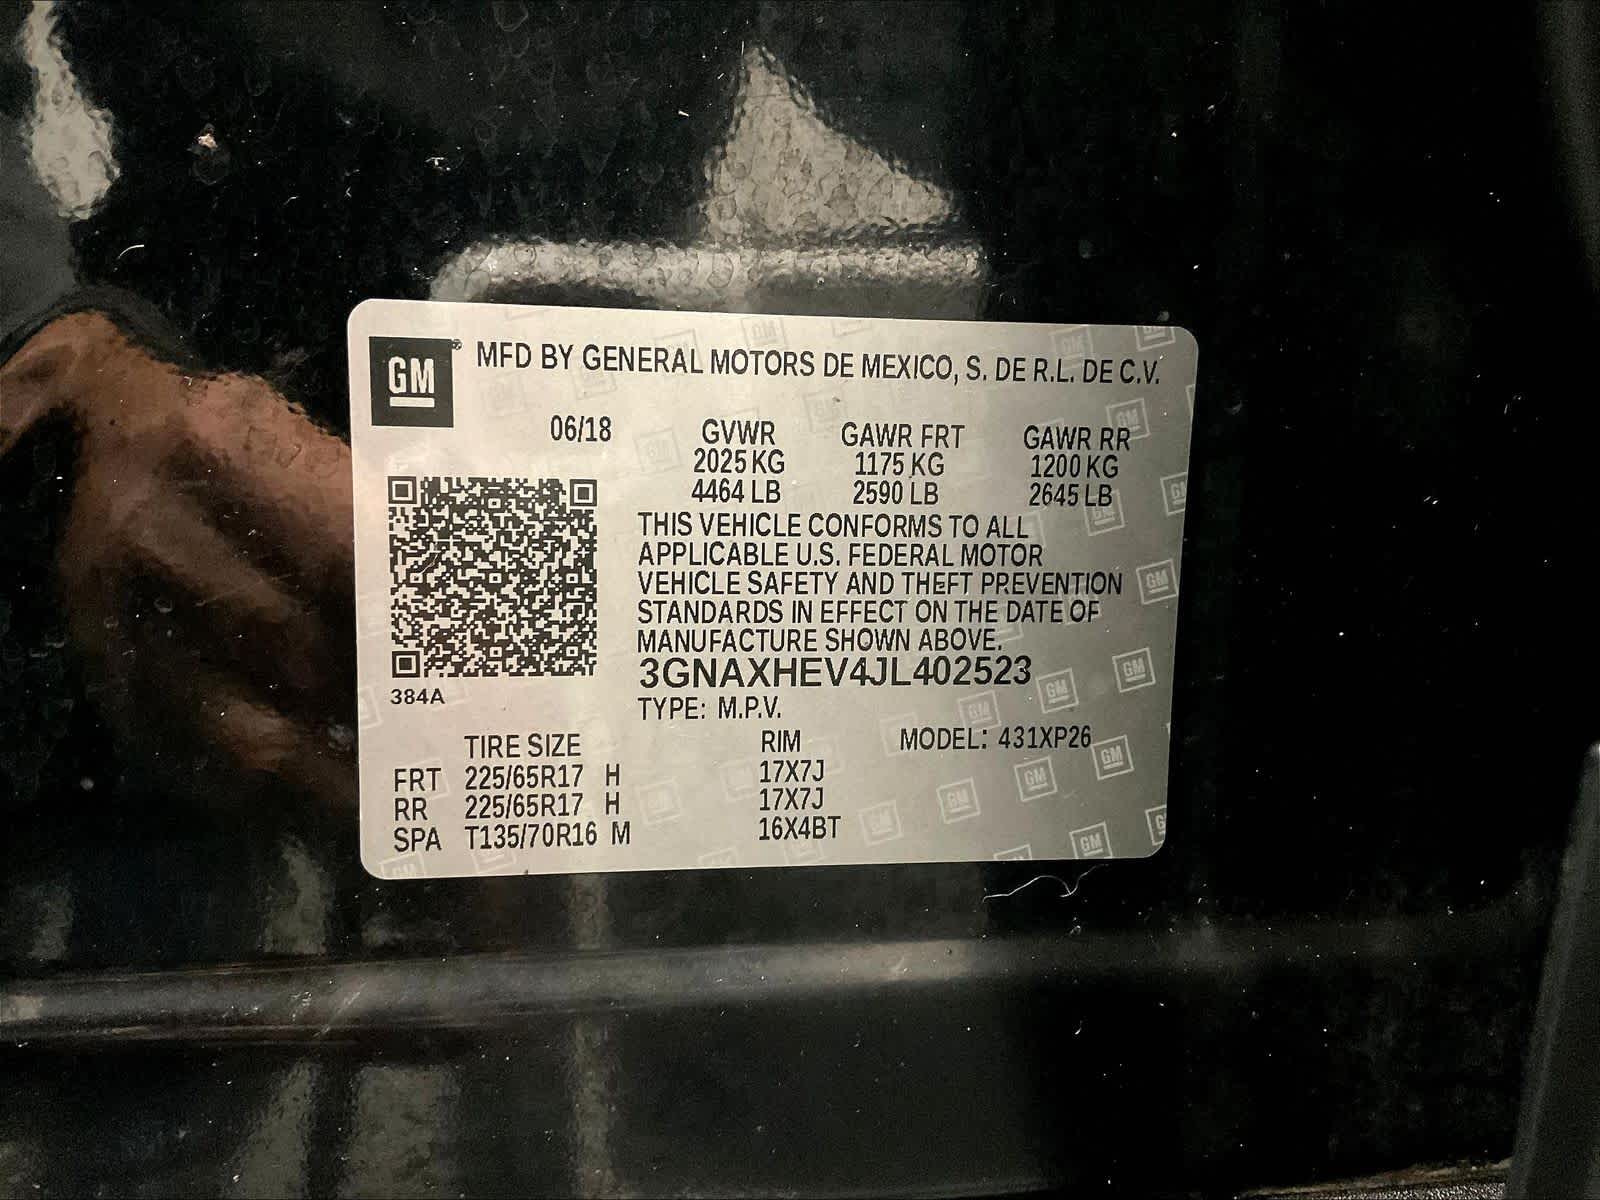 GM® MFD BY GENERAL MOTORS DE MEXICO, S. DE R.L. DE C.V.
06/18 GVWR GAWR FRT GAWR RR
2025 KG 1175 KG 1200 KG
4464 LB 2590 LB 2645 LB
THIS VEHICLE CONFORMS TO ALL
APPLICABLE U.S. FEDERAL MOTOR
VEHICLE SAFETY AND THEFT PREVENTION
STANDARDS IN EFFECT ON THE DATE OF
MANUFACTURE SHOWN ABOVE.
3GNAXHEV4JL402523
384A
TYPE: M.P.V.
TIRE SIZE RIM MODEL: 431XP26
FRT 225/65R17 H 17X7J
RR 225/65R17 H 17X7J
SPA T135/70R16 M 16X4BT